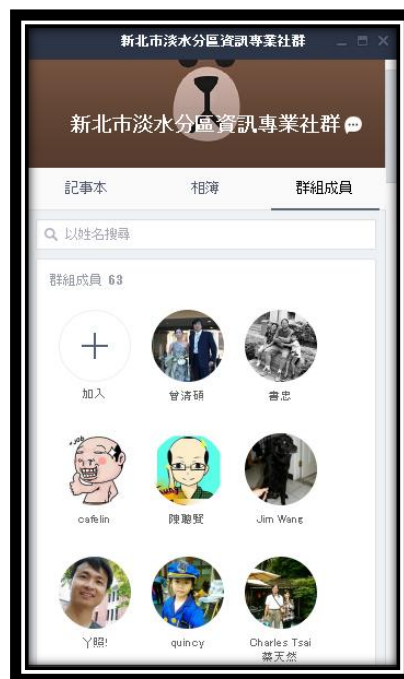 新北市淡水分區資訊專業社群
新北市淡水分區資訊專業社群
記事本 相簿 群組成員
以姓名搜尋
群組成員 63
加入 曾清碩 書忠
cafelin 陳聰賢 Jim Wang
ㄚ照! quincy Charles Tsai
蔡天然